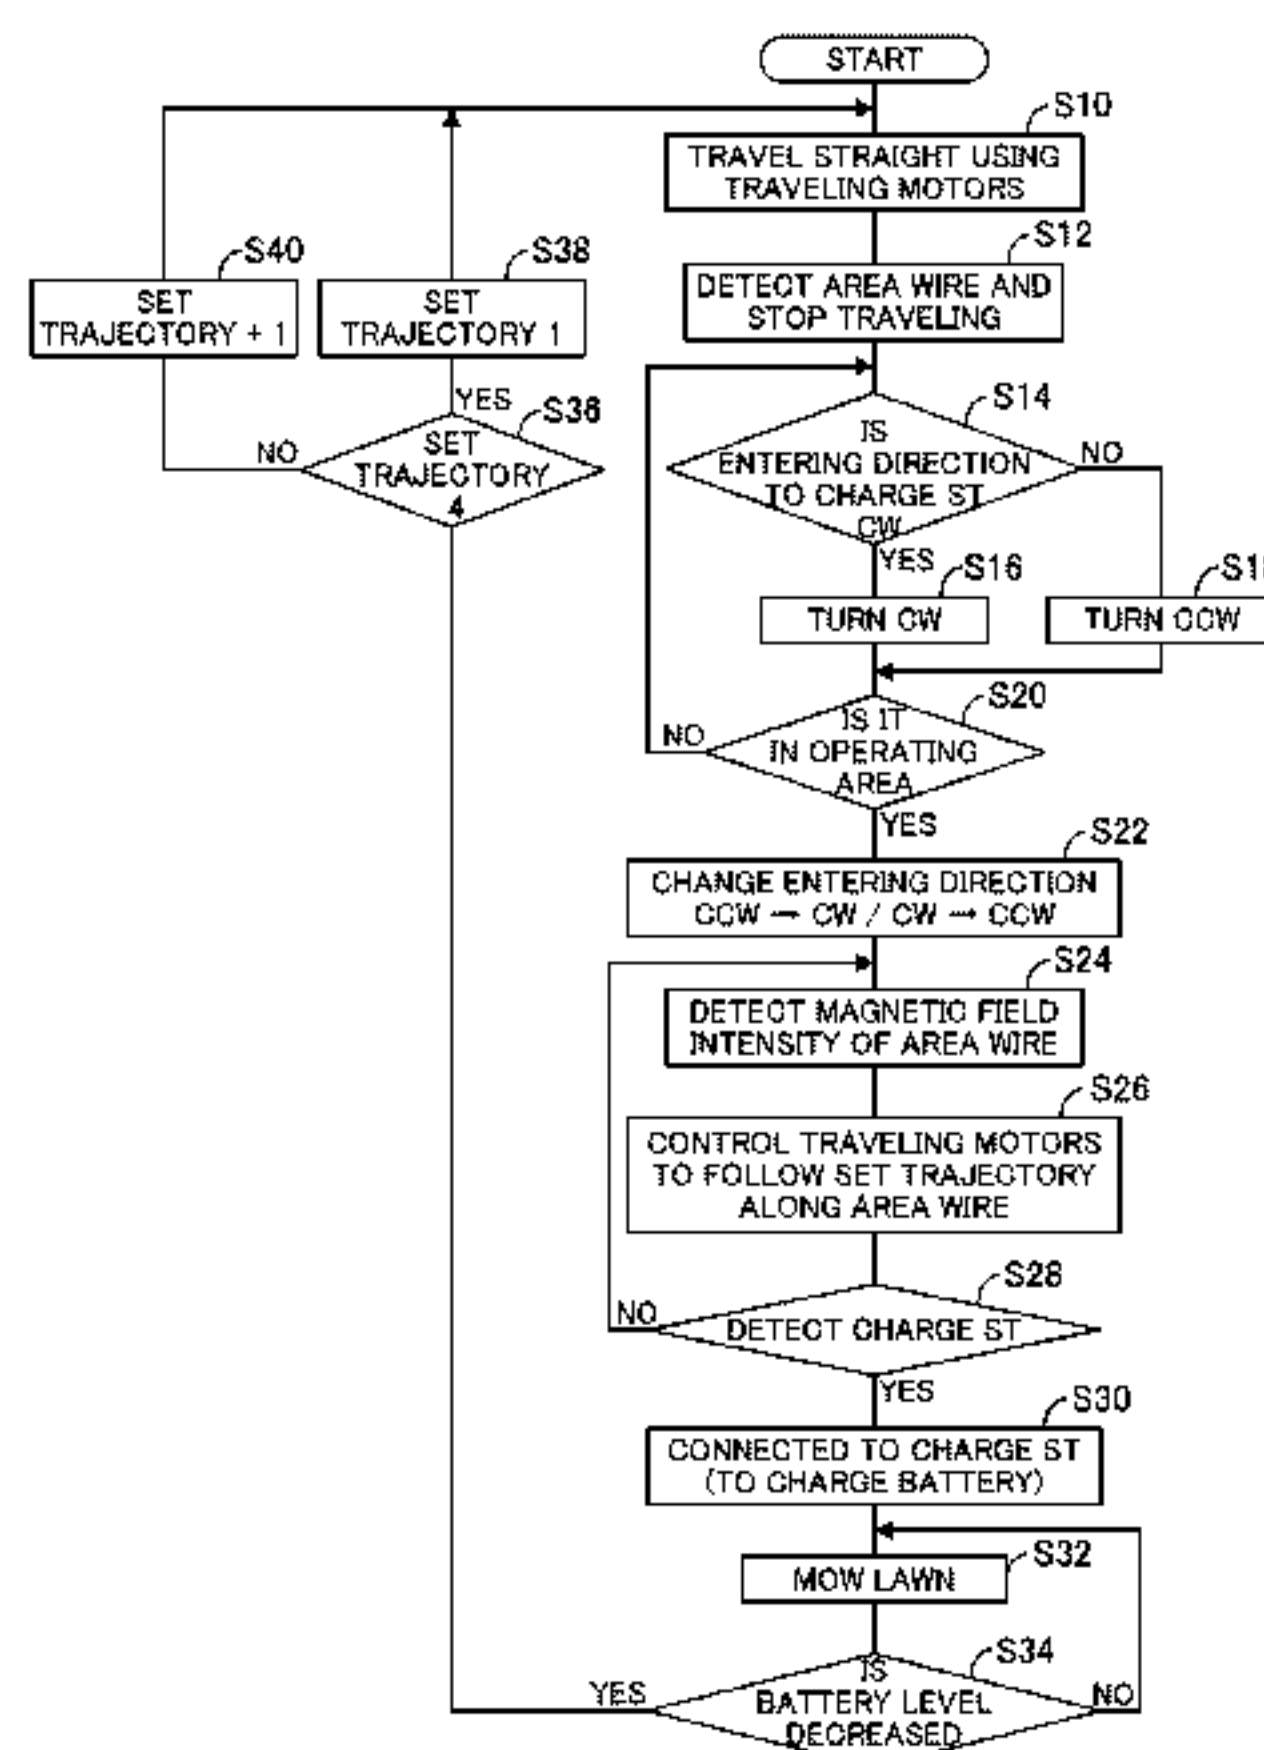 START
S10
TRAVEL STRAIGHT USING
TRAVELING MOTORS
S12
DETECT AREA WIRE AND
STOP TRAVELING
S40
SET
TRAJECTORY + 1
S38
SET
TRAJECTORY 1
YES
S36
NO
SET
TRAJECTORY
4
S14
IS
ENTERING DIRECTION
TO CHARGE ST
CW
NO
YES
S16
TURN CW
TURN CCW
S20
IS IT
IN OPERATING
AREA
NO
YES
S22
CHANGE ENTERING DIRECTION
CCW → CW / CW → CCW
S24
DETECT MAGNETIC FIELD
INTENSITY OF AREA WIRE
S26
CONTROL TRAVELING MOTORS
TO FOLLOW SET TRAJECTORY
ALONG AREA WIRE
S28
NO
DETECT CHARGE ST
YES
S30
CONNECTED TO CHARGE ST
(TO CHARGE BATTERY)
S32
MOW LAWN
S34
YES
IS
BATTERY LEVEL
DECREASED
NO